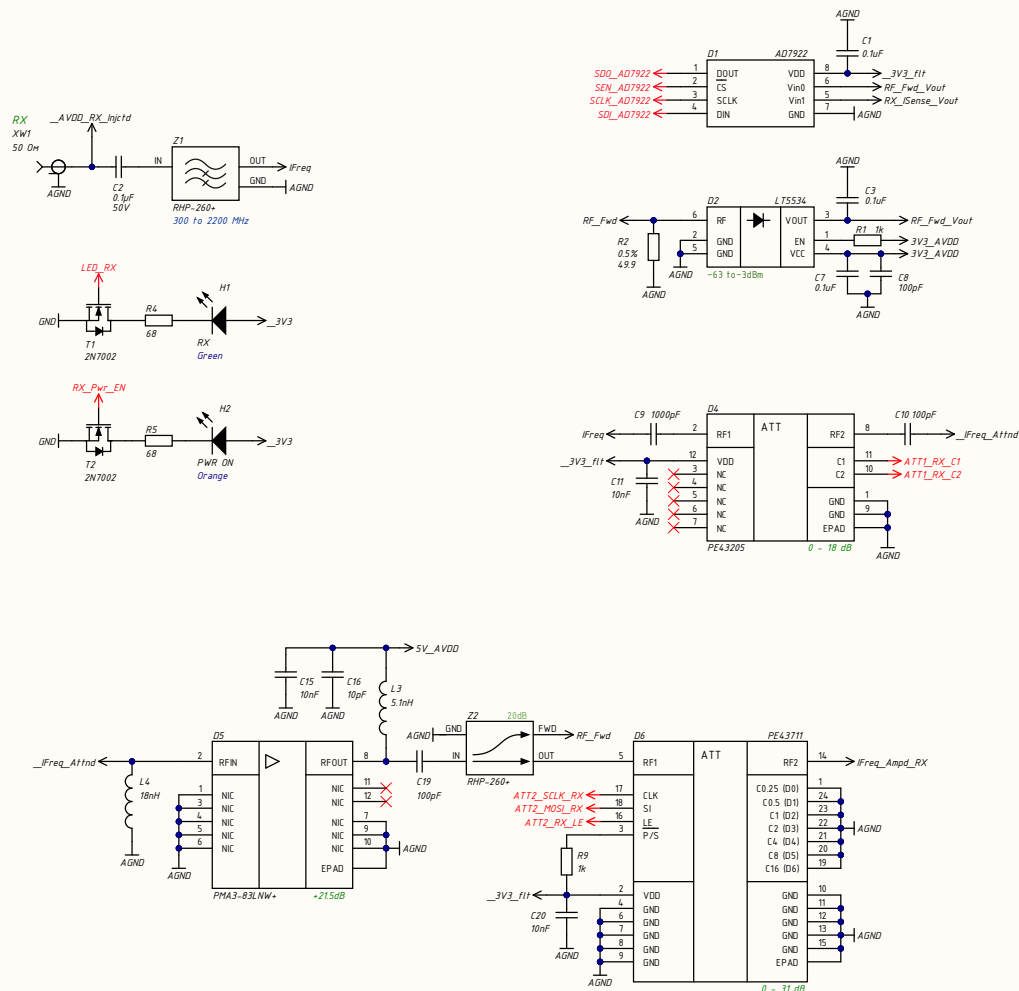 RX
XW1
50 Ом
__AVDD_RX_Injctd
AGND
C2
0.1µF
50V
Z1
IN
OUT
GND
IFreq
AGND
RHP-260+
300 to 2200 MHz
LED_RX
GND
T1
2N7002
R4
68
H1
RX
Green
__3V3
RX_Pwr_EN
GND
T2
2N7002
R5
68
H2
PWR ON
Orange
__3V3
AGND
C1
0.1uF
D1
AD7922
SDO_AD7922 1 DOUT VDD 8 __3V3_flt
SEN_AD7922 2 CS Vin0 6 RF_Fwd_Vout
SCLK_AD7922 3 SCLK Vin1 5 RX_ISense_Vout
SDI_AD7922 4 DIN GND 7 AGND
AGND
C3
0.1uF
D2
LT5534
RF_Fwd 6 RF VOUT 3 RF_Fwd_Vout
R2
0.5%
49.9
AGND
2 GND EN 1 R1 1k 3V3_AVDD
5 GND VCC 4 3V3_AVDD
AGND
-63 to-3dBm
C7
0.1uF
C8
100pF
AGND
D4
C9 1000pF
C10 100pF
IFreq 2 RF1 ATT RF2 8 __IFreq_Attnd
__3V3_flt 12 VDD C1 11 ATT1_RX_C1
3 NC C2 10 ATT1_RX_C2
C11
10nF
AGND
4 NC
5 NC GND 1
6 NC GND 9
7 NC EPAD
AGND
PE43205
0 - 18 dB
5V_AVDD
C15
10nF
AGND
C16
10pF
AGND
L3
5.1nH
D5
__IFreq_Attnd 2 RFIN RFOUT 8
L4
18nH
AGND
1 NIC NIC 11
3 NIC NIC 12
4 NIC NIC 7
5 NIC NIC 9
6 NIC NIC 10 AGND
EPAD
AGND
PMA3-83LNW+
+21.5dB
C19
100pF
Z2
20dB
AGND GND FWD RF_Fwd
IN OUT
RHP-260+
D6
PE43711
5 RF1 ATT RF2 14 IFreq_Ampd_RX
ATT2_SCLK_RX 17 CLK
ATT2_MOSI_RX 18 SI
ATT2_RX_LE 16 LE
3 P/S
C0.25 (D0) 1
C0.5 (D1) 24
C1 (D2) 23
C2 (D3) 22 AGND
C4 (D4) 21
C8 (D5) 20
C16 (D6) 19
R9
1k
__3V3_flt 2 VDD GND 10
C20
10nF
AGND
4 GND GND 11
6 GND GND 12
7 GND GND 13 AGND
8 GND GND 15
9 GND EPAD
AGND
0 - 31 dB